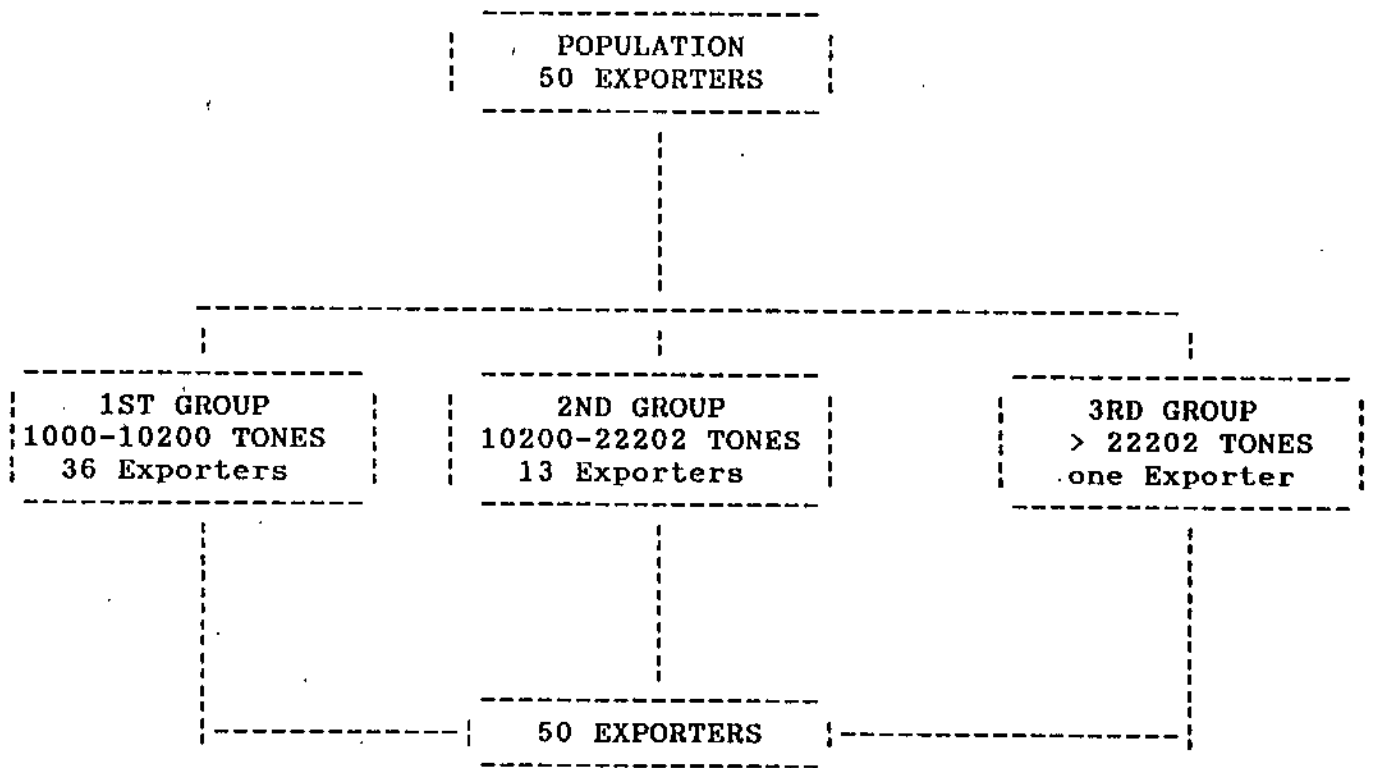 POPULATION
50 EXPORTERS
1ST GROUP
1000-10200 TONES
36 Exporters
2ND GROUP
10200-22202 TONES
13 Exporters
3RD GROUP
> 22202 TONES
one Exporter
50 EXPORTERS